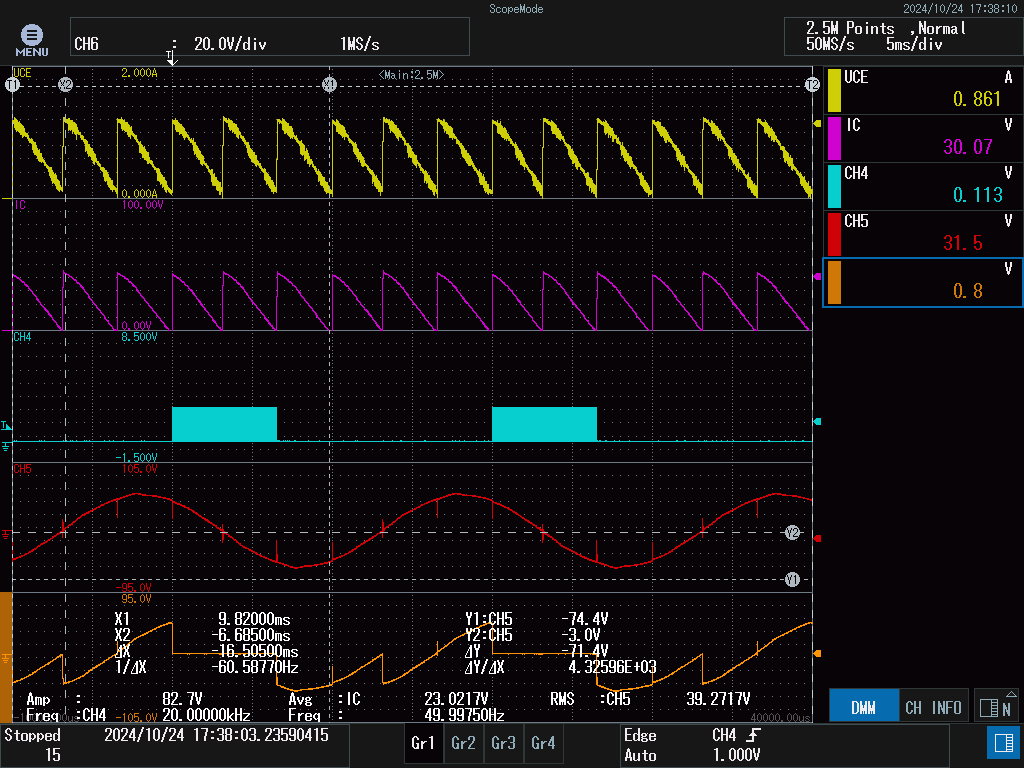 ScopeMode
2024/10/24 17:38:10
MENU
CH6 : 20.0V/div 1MS/s
2.5M Points ,Normal
50MS/s 5ms/div
UCE 2.000A <Main:2.5M>
T1 X2 X1 T2
0.000A
IC 100.00V
0.00V
CH4 8.500V
-1.500V
CH5 105.0V
Y2
Y1
-95.0V
95.0V
X1 9.82000ms Y1:CH5 -74.4V
X2 -6.68500ms Y2:CH5 -3.0V
ΔX -16.50500ms ΔY -71.4V
1/ΔX -60.58770Hz ΔY/ΔX 4.32596E+03
Amp : 82.7V Avg :IC 23.0217V RMS :CH5 39.2717V
Freq :CH4 20.00000kHz Freq : 49.99750Hz
-105.0V
40000.00us
UCE A
0.861
IC V
30.07
CH4 V
0.113
CH5 V
31.5
V
0.8
DMM CH INFO N
Stopped 2024/10/24 17:38:03.23590415
15
Gr1 Gr2 Gr3 Gr4
Edge CH4
Auto 1.000V